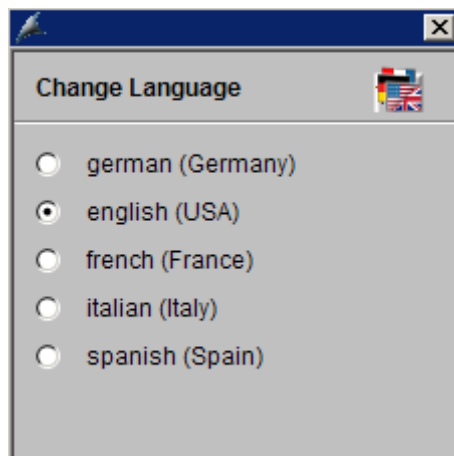 Change Language
german (Germany)
english (USA)
french (France)
italian (Italy)
spanish (Spain)